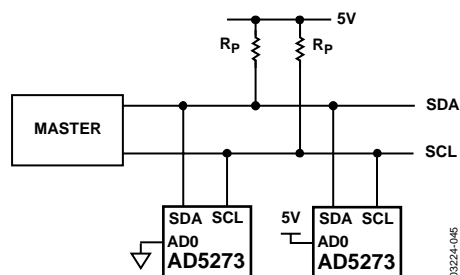 5V
RP RP
SDA
MASTER
SCL
SDA SCL
AD0
AD5273
5V
SDA SCL
AD0
AD5273
03224-045